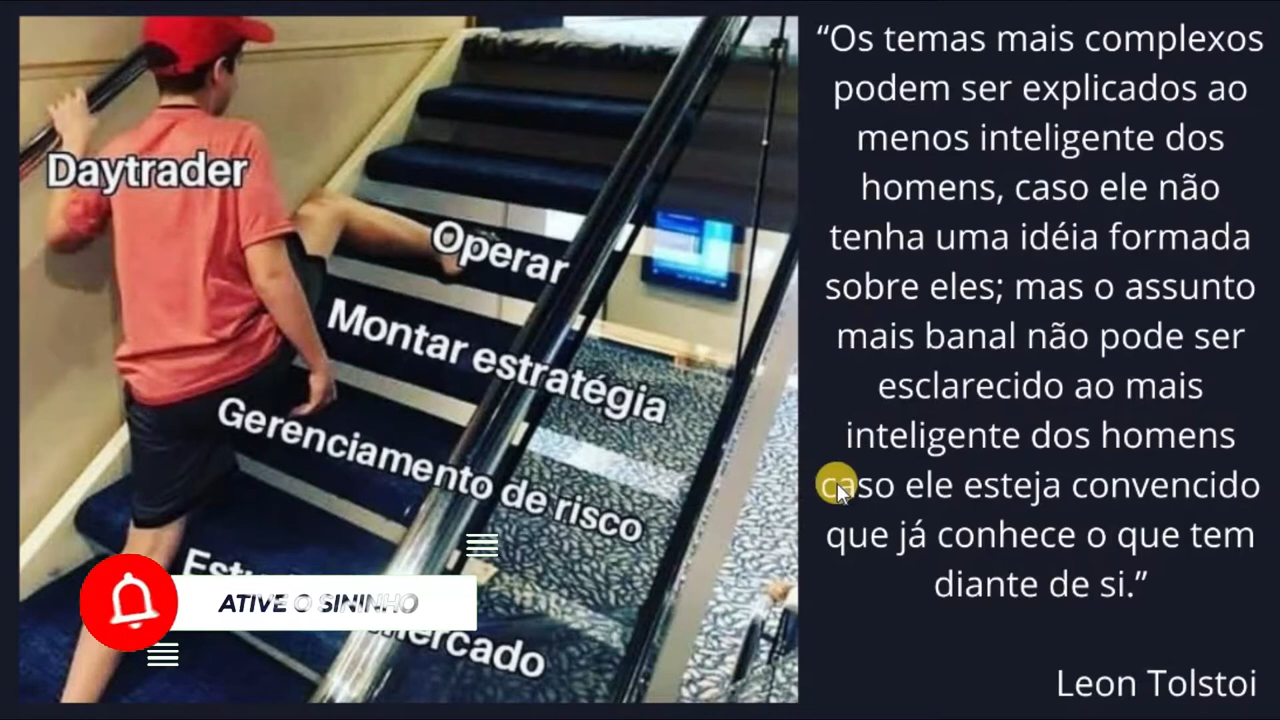 Daytrader
Operar
Montar estratégia
Gerenciamento de risco
ATIVE O SININHO
“Os temas mais complexos
podem ser explicados ao
menos inteligente dos
homens, caso ele não
tenha uma idéia formada
sobre eles; mas o assunto
mais banal não pode ser
esclarecido ao mais
inteligente dos homens
caso ele esteja convencido
que já conhece o que tem
diante de si.”
Leon Tolstoi